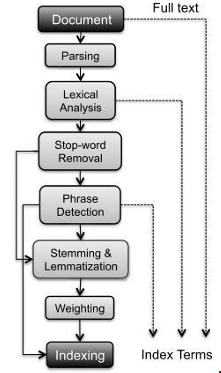 Full text
Document
Parsing
Lexical
Analysis
Stop-word
Removal
Phrase
Detection
Stemming &
Lemmatization
Weighting
Indexing
Index Terms